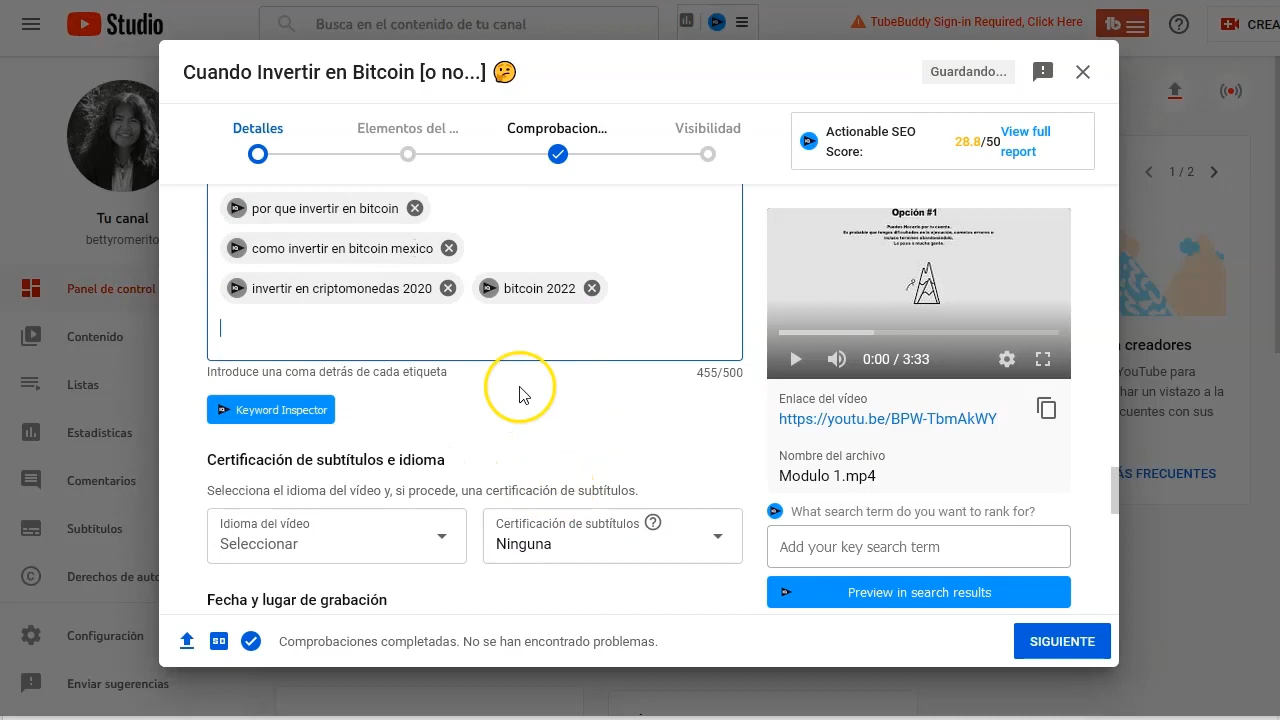 Studio
Busca en el contenido de tu canal
TubeBuddy Sign-in Required, Click Here
CREA
Cuando Invertir en Bitcoin [o no...] 🤔
Guardando...
Detalles
Elementos del ...
Comprobacion...
Visibilidad
Actionable SEO Score:
28.8/50
View full report
1 / 2
Tu canal
bettyromerito
Panel de control
Contenido
Listas
Estadísticas
Comentarios
Subtítulos
Derechos de auto
Configuración
Enviar sugerencias
por que invertir en bitcoin
como invertir en bitcoin mexico
invertir en criptomonedas 2020
bitcoin 2022
Introduce una coma detrás de cada etiqueta
455/500
Keyword Inspector
Certificación de subtítulos e idioma
Selecciona el idioma del vídeo y, si procede, una certificación de subtítulos.
Idioma del vídeo
Seleccionar
Certificación de subtítulos
Ninguna
Fecha y lugar de grabación
Opción #1
Puedes Hacerlo por tu cuenta.
0:00 / 3:33
Enlace del vídeo
https://youtu.be/BPW-TbmAkWY
Nombre del archivo
Modulo 1.mp4
What search term do you want to rank for?
Add your key search term
Preview in search results
Comprobaciones completadas. No se han encontrado problemas.
SIGUIENTE
creadores
YouTube para
har un vistazo a la
cuentes con sus
ÁS FRECUENTES